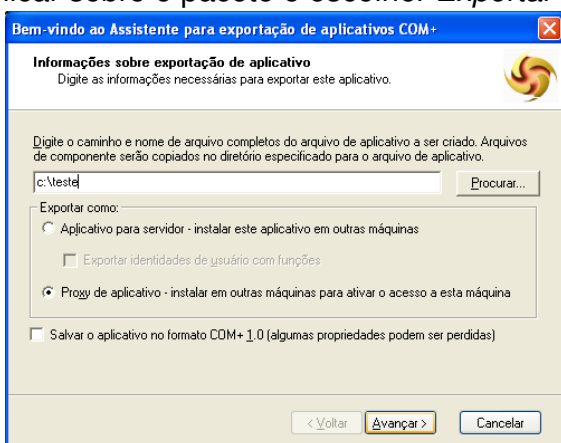 icar sobre o pacote e escolher Exportar
Bem-vindo ao Assistente para exportação de aplicativos COM+
Informações sobre exportação de aplicativo
Digite as informações necessárias para exportar este aplicativo.
Digite o caminho e nome de arquivo completos do arquivo de aplicativo a ser criado. Arquivos
de componente serão copiados no diretório especificado para o arquivo de aplicativo.
c:\teste
Procurar...
Exportar como:
Aplicativo para servidor - instalar este aplicativo em outras máquinas
Exportar identidades de usuário com funções
Proxy de aplicativo - instalar em outras máquinas para ativar o acesso a esta máquina
Salvar o aplicativo no formato COM+ 1.0 (algumas propriedades podem ser perdidas)
< Voltar Avançar > Cancelar